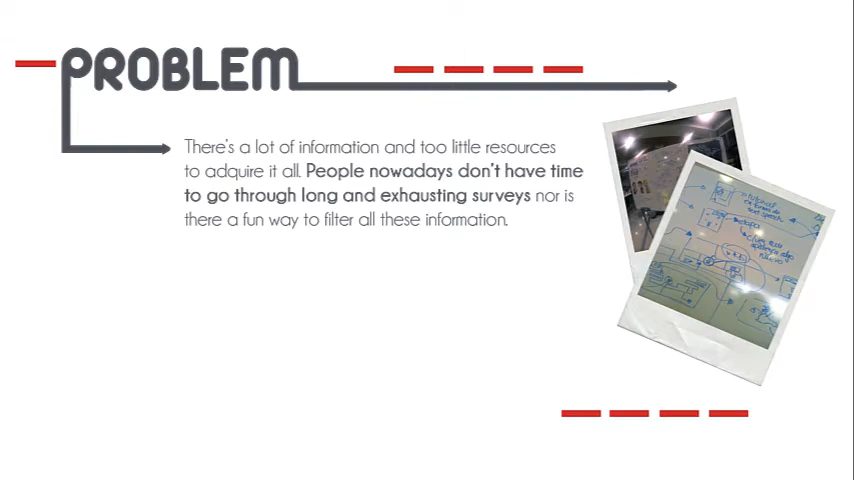 PROBLEM
There's a lot of information and too little resources
to adquire it all. People nowadays don't have time
to go through long and exhausting surveys nor is
there a fun way to filter all these information.